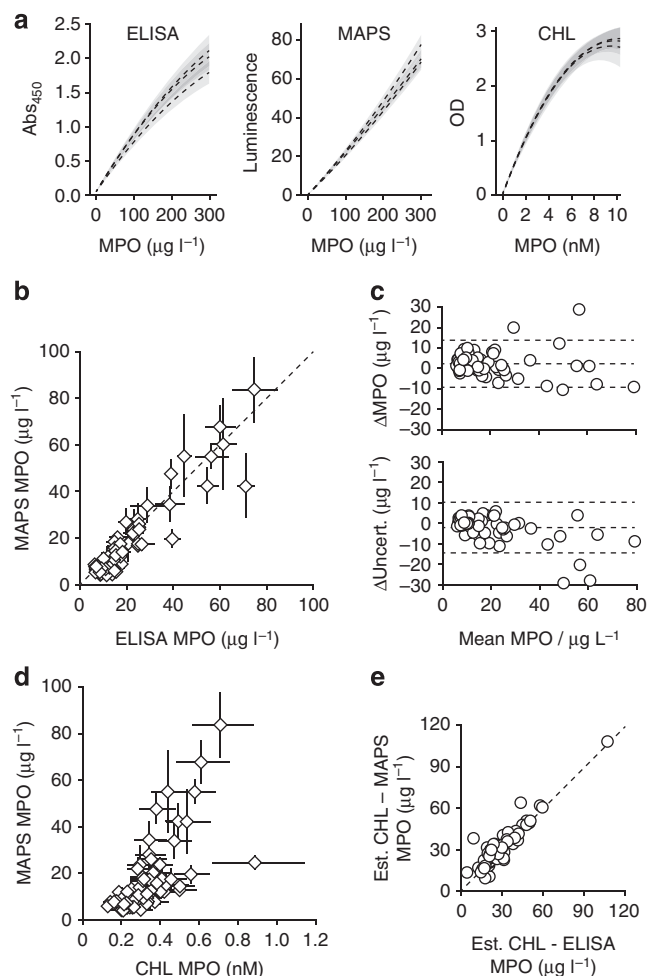 a
ELISA
MAPS
CHL
Abs450
2.5
2.0
1.5
1.0
0.5
0.0
0 100 200 300
MPO (μg l−1)
Luminescence
80
60
40
20
0
0 100 200 300
MPO (μg l−1)
OD
3
2
1
0
0 2 4 6 8 10
MPO (nM)
b
MAPS MPO (μg l−1)
100
80
60
40
20
0
0 20 40 60 80 100
ELISA MPO (μg l−1)
c
ΔMPO (μg l−1)
30
20
10
0
−10
−20
−30
ΔUncert. (μg l−1)
30
20
10
0
−10
−20
−30
0 20 40 60 80
Mean MPO / μg L−1
d
MAPS MPO (μg l−1)
100
80
60
40
20
0
0 0.2 0.4 0.6 0.8 1.0 1.2
CHL MPO (nM)
e
Est. CHL – MAPS
MPO (μg l−1)
120
90
60
30
0
0 30 60 90 120
Est. CHL - ELISA
MPO (μg l−1)